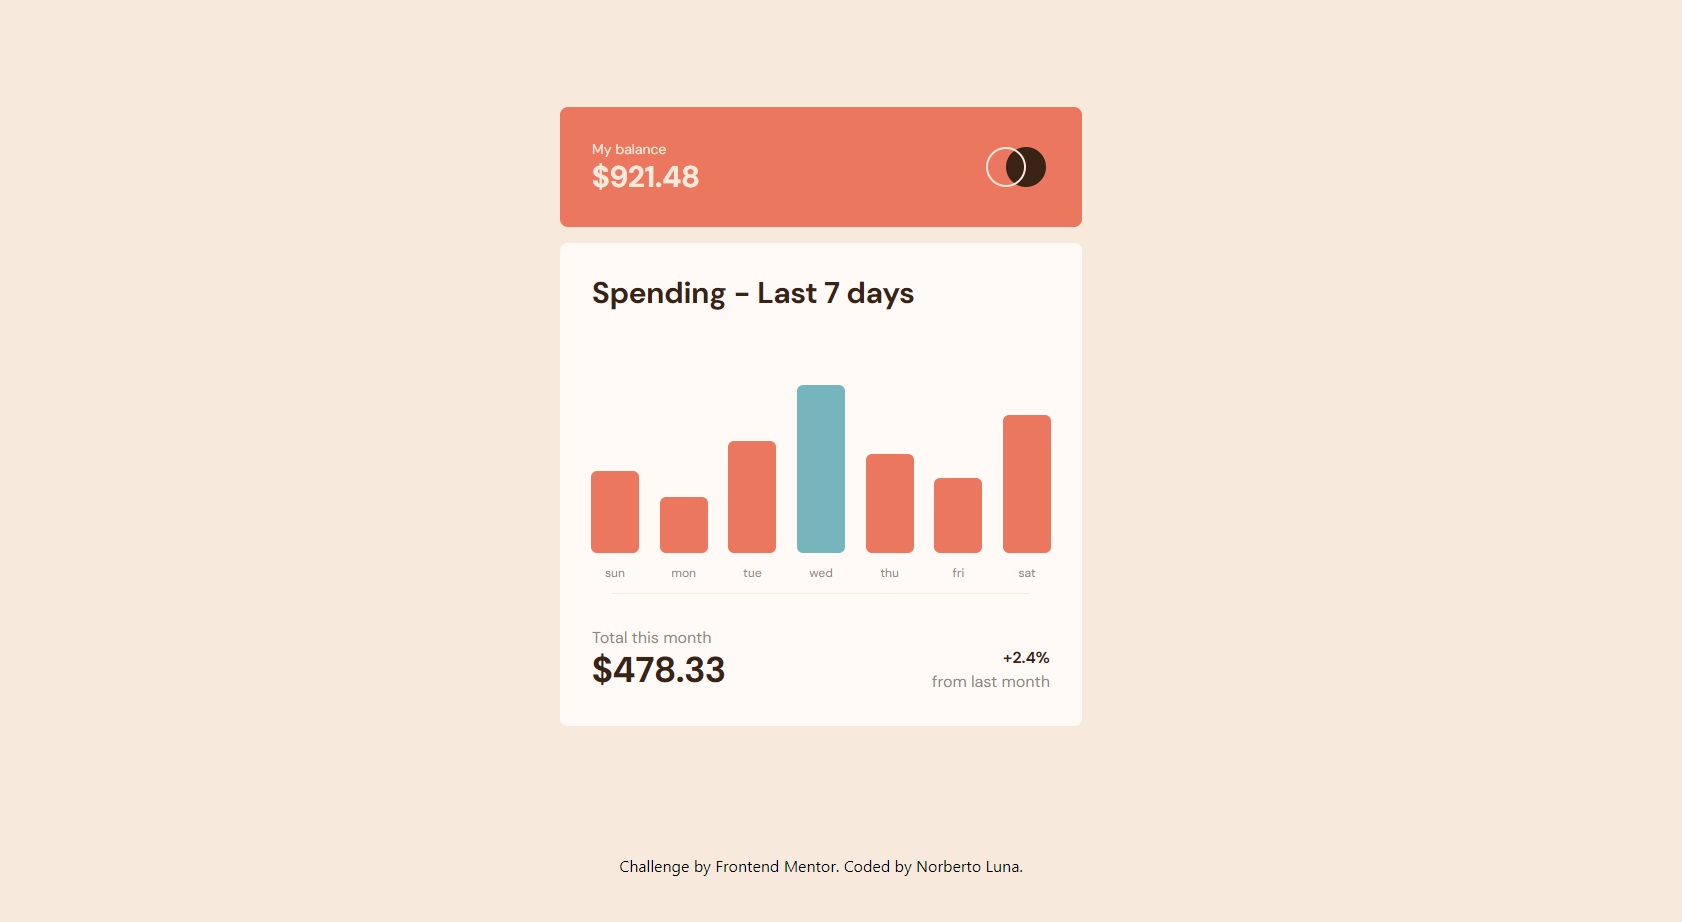 My balance
$921.48
Spending - Last 7 days
sun mon tue wed thu fri sat
Total this month
$478.33
+2.4%
from last month
Challenge by Frontend Mentor. Coded by Norberto Luna.